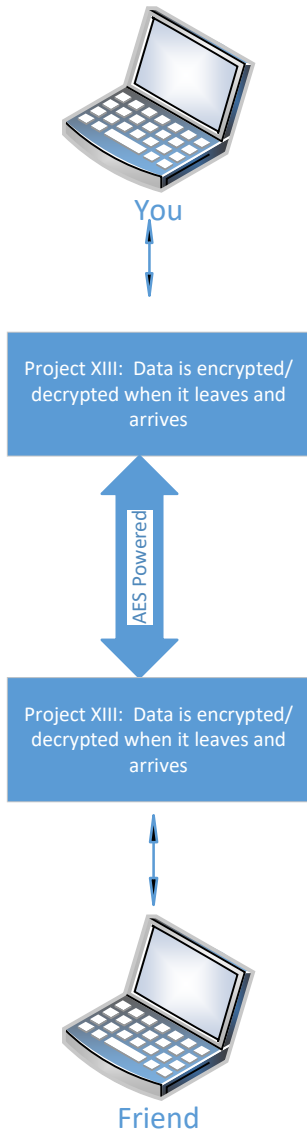 You
Project XIII: Data is encrypted/
decrypted when it leaves and
arrives
AES Powered
Project XIII: Data is encrypted/
decrypted when it leaves and
arrives
Friend